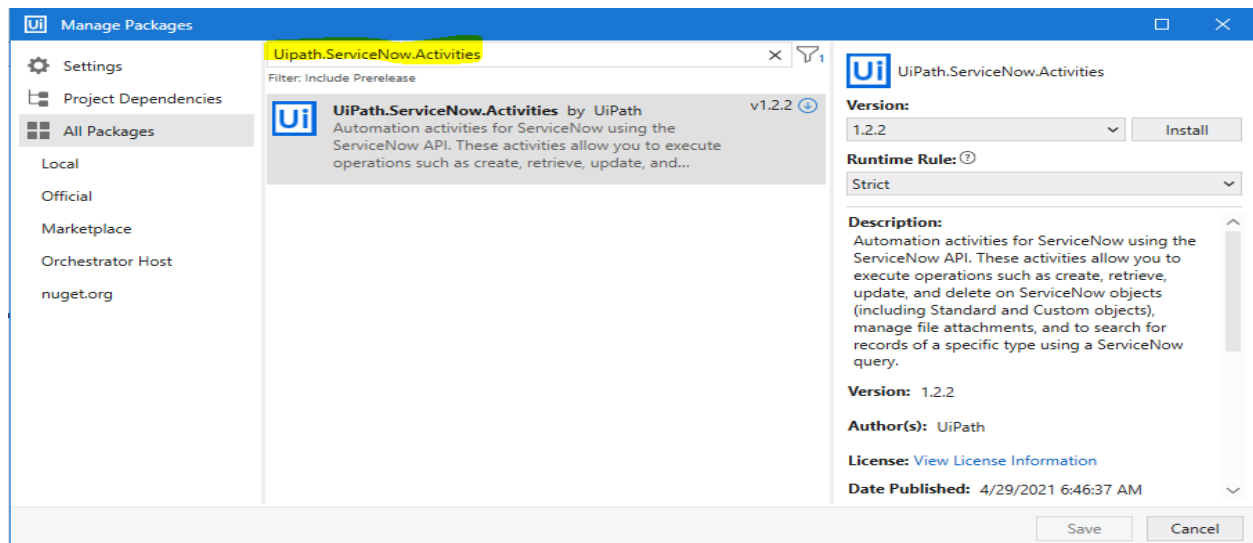 Ui Manage Packages
Settings
Project Dependencies
All Packages
Local
Official
Marketplace
Orchestrator Host
nuget.org
Uipath.ServiceNow.Activities
1
Filter: Include Prerelease
Ui
UiPath.ServiceNow.Activities by UiPath
v1.2.2
Automation activities for ServiceNow using the
ServiceNow API. These activities allow you to execute
operations such as create, retrieve, update, and...
Ui UiPath.ServiceNow.Activities
Version:
1.2.2
Install
Runtime Rule: ?
Strict
Description:
Automation activities for ServiceNow using the
ServiceNow API. These activities allow you to
execute operations such as create, retrieve,
update, and delete on ServiceNow objects
(including Standard and Custom objects),
manage file attachments, and to search for
records of a specific type using a ServiceNow
query.
Version: 1.2.2
Author(s): UiPath
License: View License Information
Date Published: 4/29/2021 6:46:37 AM
Save
Cancel